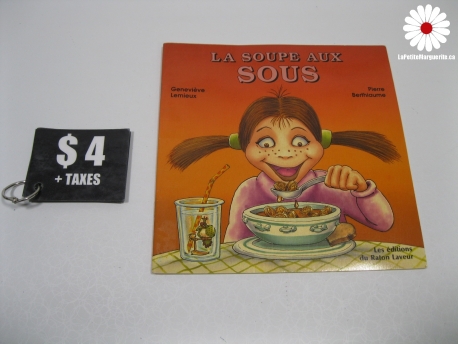 LaPetiteMarguerite.ca
LA SOUPE AUX
SOUS
Geneviève
Lemieux
Pierre
Berthiaume
$ 4
+ TAXES
Les éditions
du Raton Laveur